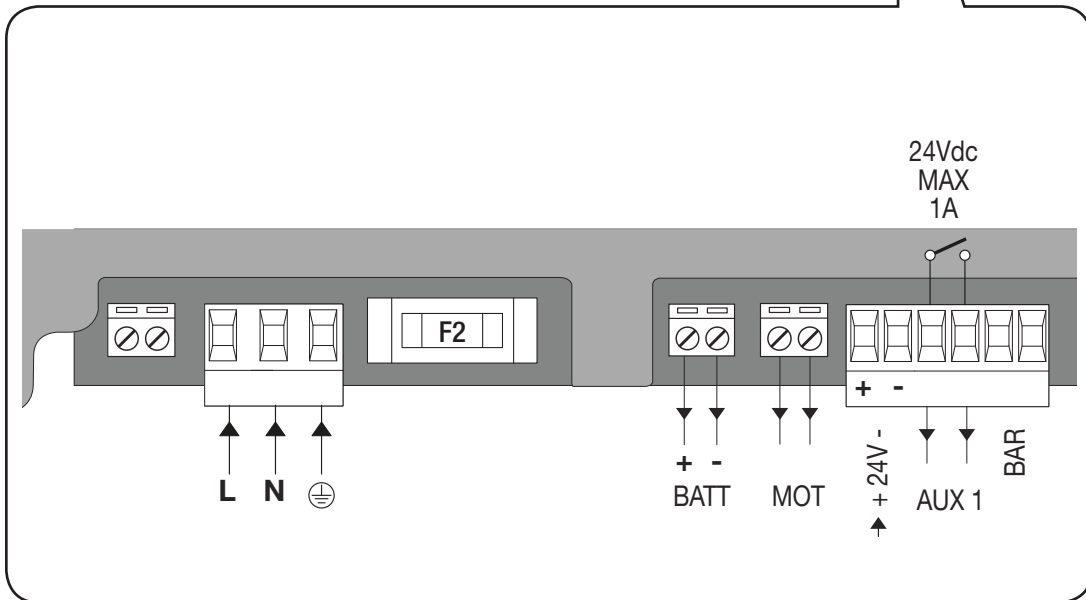 24Vdc
MAX
1A
F2
+ -
L N
+ -
BATT
MOT
+ 24V -
AUX 1
BAR